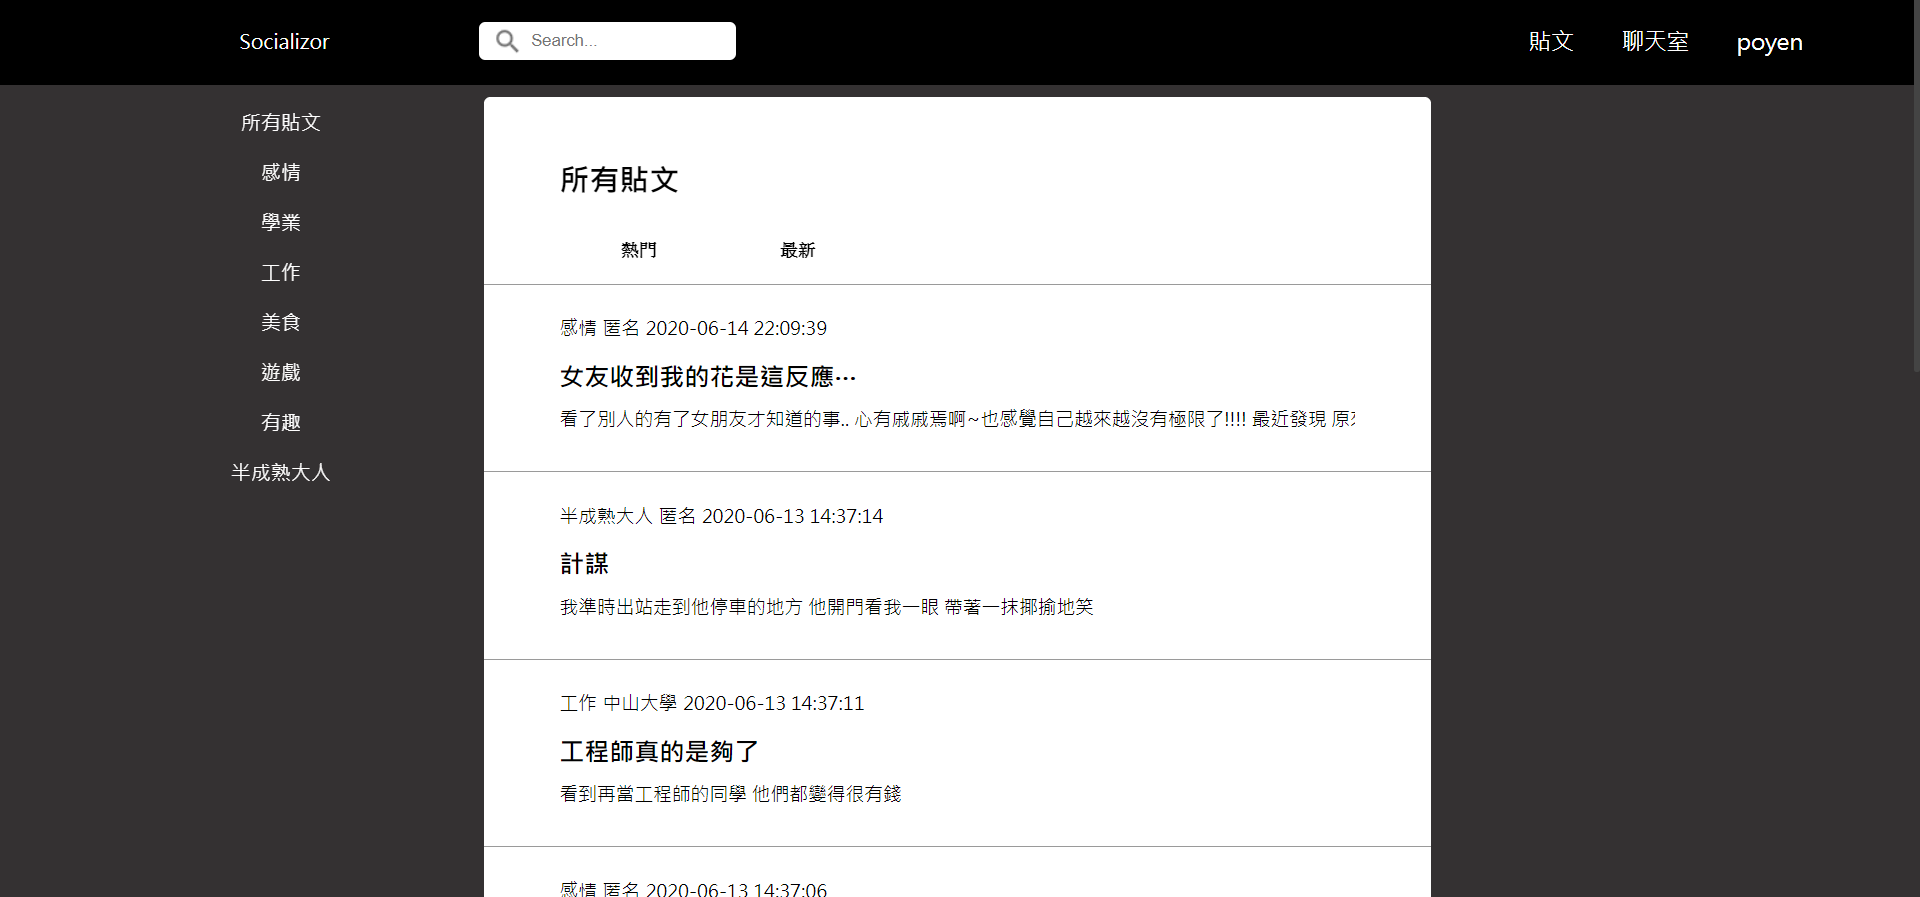 Socializor
Search...
貼文
聊天室
poyen
所有貼文
感情
學業
工作
美食
遊戲
有趣
半成熟大人
所有貼文
熱門 最新
感情 匿名 2020-06-14 22:09:39
女友收到我的花是這反應⋯
看了別人的有了女朋友才知道的事.. 心有戚戚焉啊~也感覺自己越來越沒有極限了!!!! 最近發現 原
半成熟大人 匿名 2020-06-13 14:37:14
計謀
我準時出站走到他停車的地方 他開門看我一眼 帶著一抹揶揄地笑
工作 中山大學 2020-06-13 14:37:11
工程師真的是夠了
看到再當工程師的同學 他們都變得很有錢
感情 匿名 2020-06-13 14:37:06